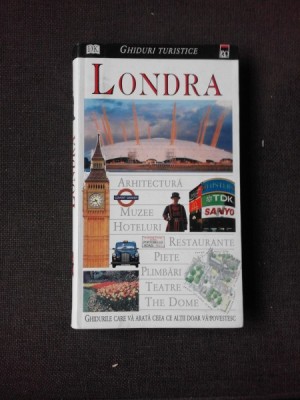 DK
GHIDURI TURISTICE
LONDRA
ARHITECTURĂ
MUZEE
HOTELURI
TDK
SANYO
RESTAURANTE
PIEȚE
PLIMBĂRI
TEATRE
THE DOME
GHIDURILE CARE VĂ ARATĂ CEEA CE ALȚII DOAR VĂ POVESTESC